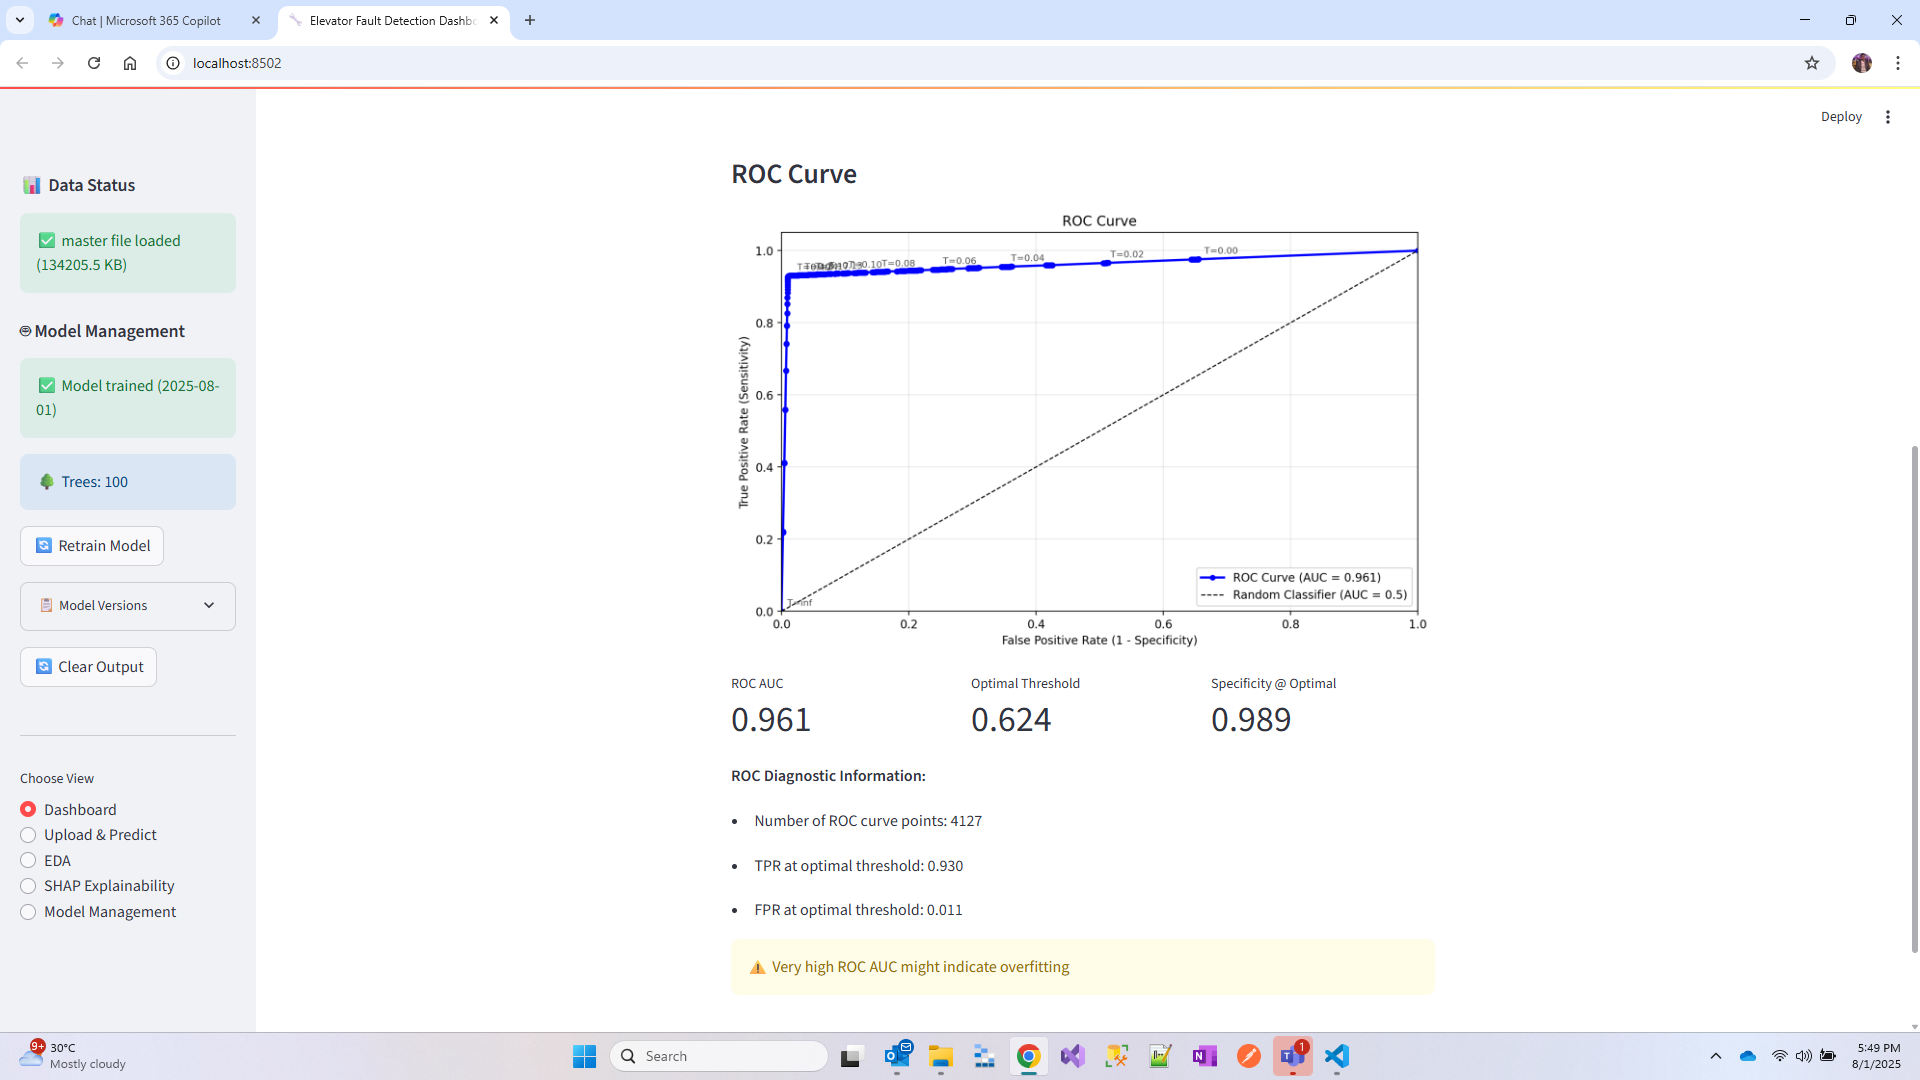 Chat | Microsoft 365 Copilot
Elevator Fault Detection Dashbo
localhost:8502
Deploy
Data Status
master file loaded
(134205.5 KB)
Model Management
Model trained (2025-08-
01)
Trees: 100
Retrain Model
Model Versions
Clear Output
Choose View
Dashboard
Upload & Predict
EDA
SHAP Explainability
Model Management
ROC Curve
ROC Curve
True Positive Rate (Sensitivity)
1.0
0.8
0.6
0.4
0.2
0.0
T=0.08
T=0.06
T=0.04
T=0.02
T=0.00
T=inf
ROC Curve (AUC = 0.961)
Random Classifier (AUC = 0.5)
0.0 0.2 0.4 0.6 0.8 1.0
False Positive Rate (1 - Specificity)
ROC AUC
0.961
Optimal Threshold
0.624
Specificity @ Optimal
0.989
ROC Diagnostic Information:
Number of ROC curve points: 4127
TPR at optimal threshold: 0.930
FPR at optimal threshold: 0.011
Very high ROC AUC might indicate overfitting
9+
30°C
Mostly cloudy
Search
1
5:49 PM
8/1/2025